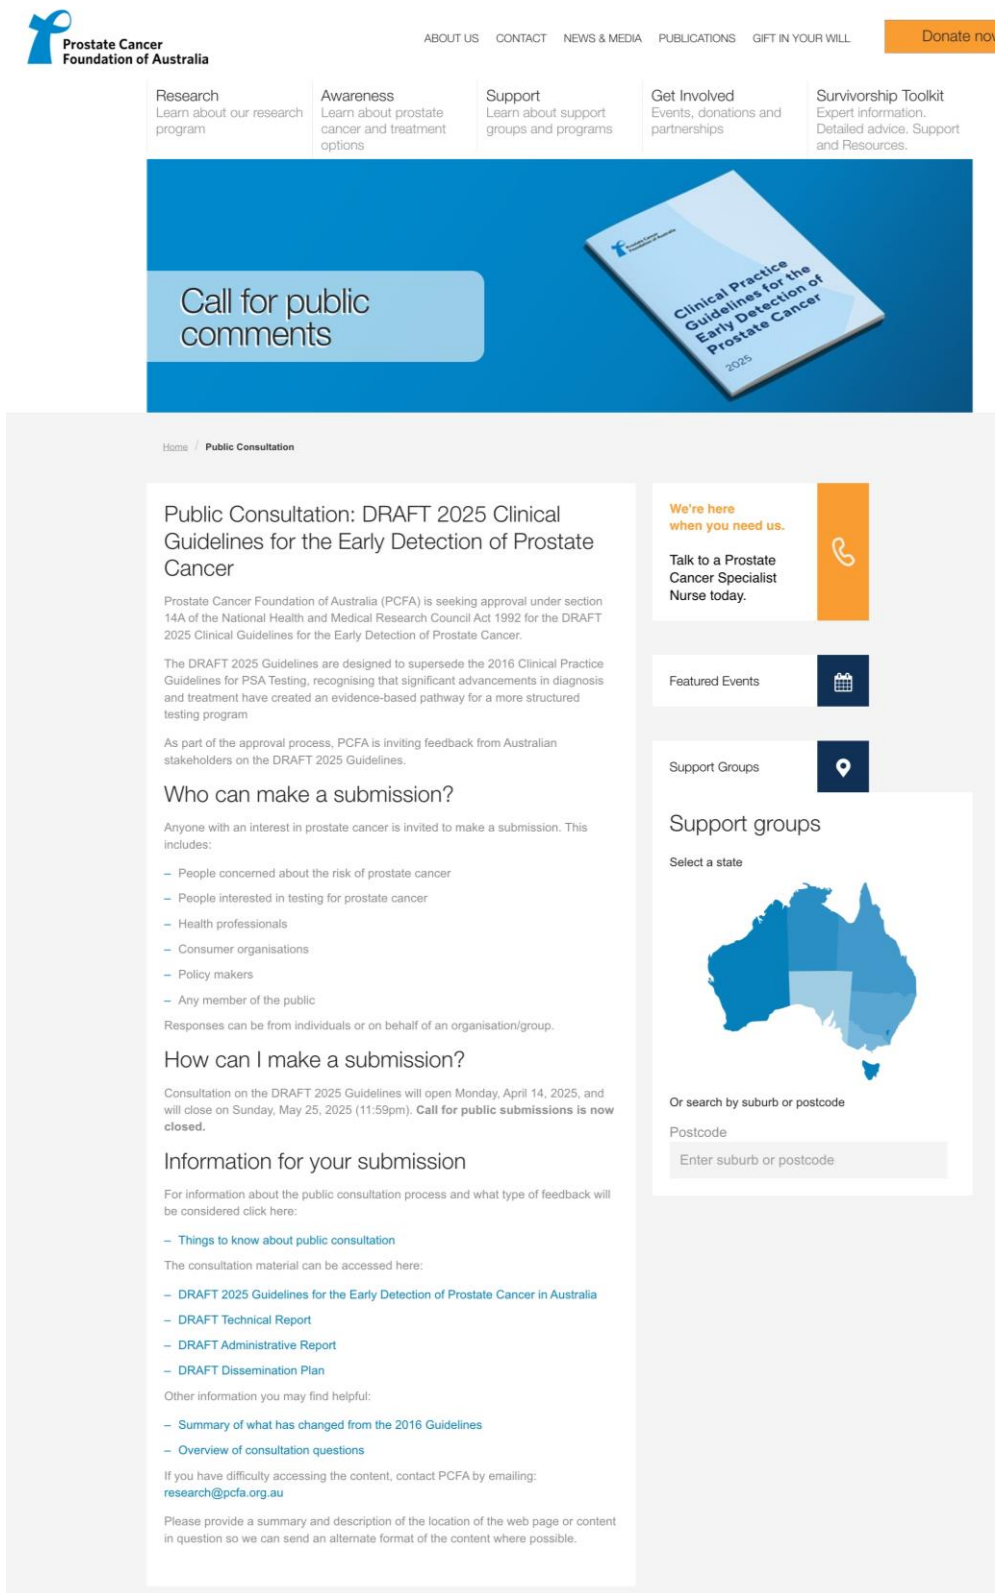 Prostate Cancer
Foundation of Australia
ABOUT US CONTACT NEWS & MEDIA PUBLICATIONS GIFT IN YOUR WILL
Donate now
Research
Learn about our research
program
Awareness
Learn about prostate
cancer and treatment
options
Support
Learn about support
groups and programs
Get Involved
Events, donations and
partnerships
Survivorship Toolkit
Expert information.
Detailed advice. Support
and Resources.
Call for public
comments
Prostate Cancer
Foundation of Australia
Clinical Practice
Guidelines for the
Early Detection of
Prostate Cancer
2025
Home / Public Consultation
Public Consultation: DRAFT 2025 Clinical
Guidelines for the Early Detection of Prostate
Cancer
Prostate Cancer Foundation of Australia (PCFA) is seeking approval under section
14A of the National Health and Medical Research Council Act 1992 for the DRAFT
2025 Clinical Guidelines for the Early Detection of Prostate Cancer.
The DRAFT 2025 Guidelines are designed to supersede the 2016 Clinical Practice
Guidelines for PSA Testing, recognising that significant advancements in diagnosis
and treatment have created an evidence-based pathway for a more structured
testing program
As part of the approval process, PCFA is inviting feedback from Australian
stakeholders on the DRAFT 2025 Guidelines.
Who can make a submission?
Anyone with an interest in prostate cancer is invited to make a submission. This
includes:
– People concerned about the risk of prostate cancer
– People interested in testing for prostate cancer
– Health professionals
– Consumer organisations
– Policy makers
– Any member of the public
Responses can be from individuals or on behalf of an organisation/group.
How can I make a submission?
Consultation on the DRAFT 2025 Guidelines will open Monday, April 14, 2025, and
will close on Sunday, May 25, 2025 (11:59pm). Call for public submissions is now
closed.
Information for your submission
For information about the public consultation process and what type of feedback will
be considered click here:
– Things to know about public consultation
The consultation material can be accessed here:
– DRAFT 2025 Guidelines for the Early Detection of Prostate Cancer in Australia
– DRAFT Technical Report
– DRAFT Administrative Report
– DRAFT Dissemination Plan
Other information you may find helpful:
– Summary of what has changed from the 2016 Guidelines
– Overview of consultation questions
If you have difficulty accessing the content, contact PCFA by emailing:
research@pcfa.org.au
Please provide a summary and description of the location of the web page or content
in question so we can send an alternate format of the content where possible.
We're here
when you need us.
Talk to a Prostate
Cancer Specialist
Nurse today.
Featured Events
Support Groups
Support groups
Select a state
Or search by suburb or postcode
Postcode
Enter suburb or postcode